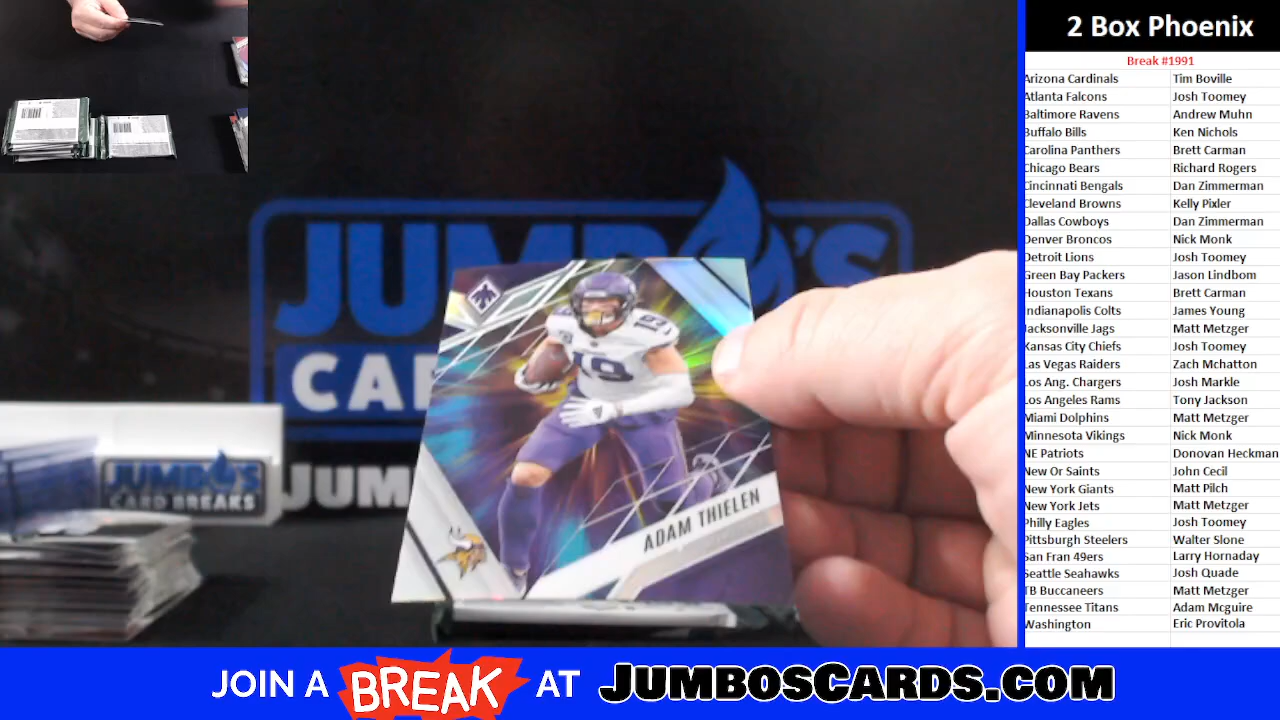 2 Box Phoenix
Break #1991
Arizona Cardinals Tim Boville
Atlanta Falcons Josh Toomey
Baltimore Ravens Andrew Muhn
Buffalo Bills Ken Nichols
Carolina Panthers Brett Carman
Chicago Bears Richard Rogers
Cincinnati Bengals Dan Zimmerman
Cleveland Browns Kelly Pixler
Dallas Cowboys Dan Zimmerman
Denver Broncos Nick Monk
Detroit Lions Josh Toomey
Green Bay Packers Jason Lindbom
Houston Texans Brett Carman
Indianapolis Colts James Young
Jacksonville Jags Matt Metzger
Kansas City Chiefs Josh Toomey
Las Vegas Raiders Zach Mchatton
Los Ang. Chargers Josh Markle
Los Angeles Rams Tony Jackson
Miami Dolphins Matt Metzger
Minnesota Vikings Nick Monk
NE Patriots Donovan Heckman
New Or Saints John Cecil
New York Giants Matt Pilch
New York Jets Matt Metzger
Philly Eagles Josh Toomey
Pittsburgh Steelers Walter Slone
San Fran 49ers Larry Hornaday
Seattle Seahawks Josh Quade
TB Buccaneers Matt Metzger
Tennessee Titans Adam Mcguire
Washington Eric Provitola
JUMBO'S
CAR
JUM
JUMBO'S
CARD BREAKS
19
19
ADAM THIELEN
JOIN A BREAK AT JUMBOSCARDS.COM